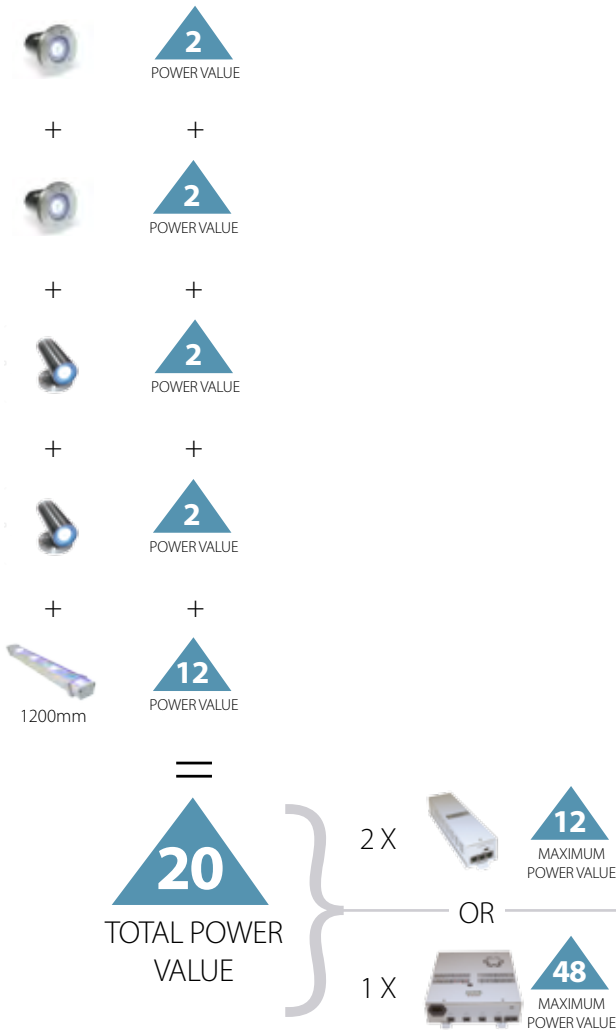 2
POWER VALUE
+ +
2
POWER VALUE
+ +
2
POWER VALUE
+ +
2
POWER VALUE
+ +
12
POWER VALUE
1200mm
=
20
TOTAL POWER
VALUE
2 X
12
MAXIMUM
POWER VALUE
OR
1 X
48
MAXIMUM
POWER VALUE